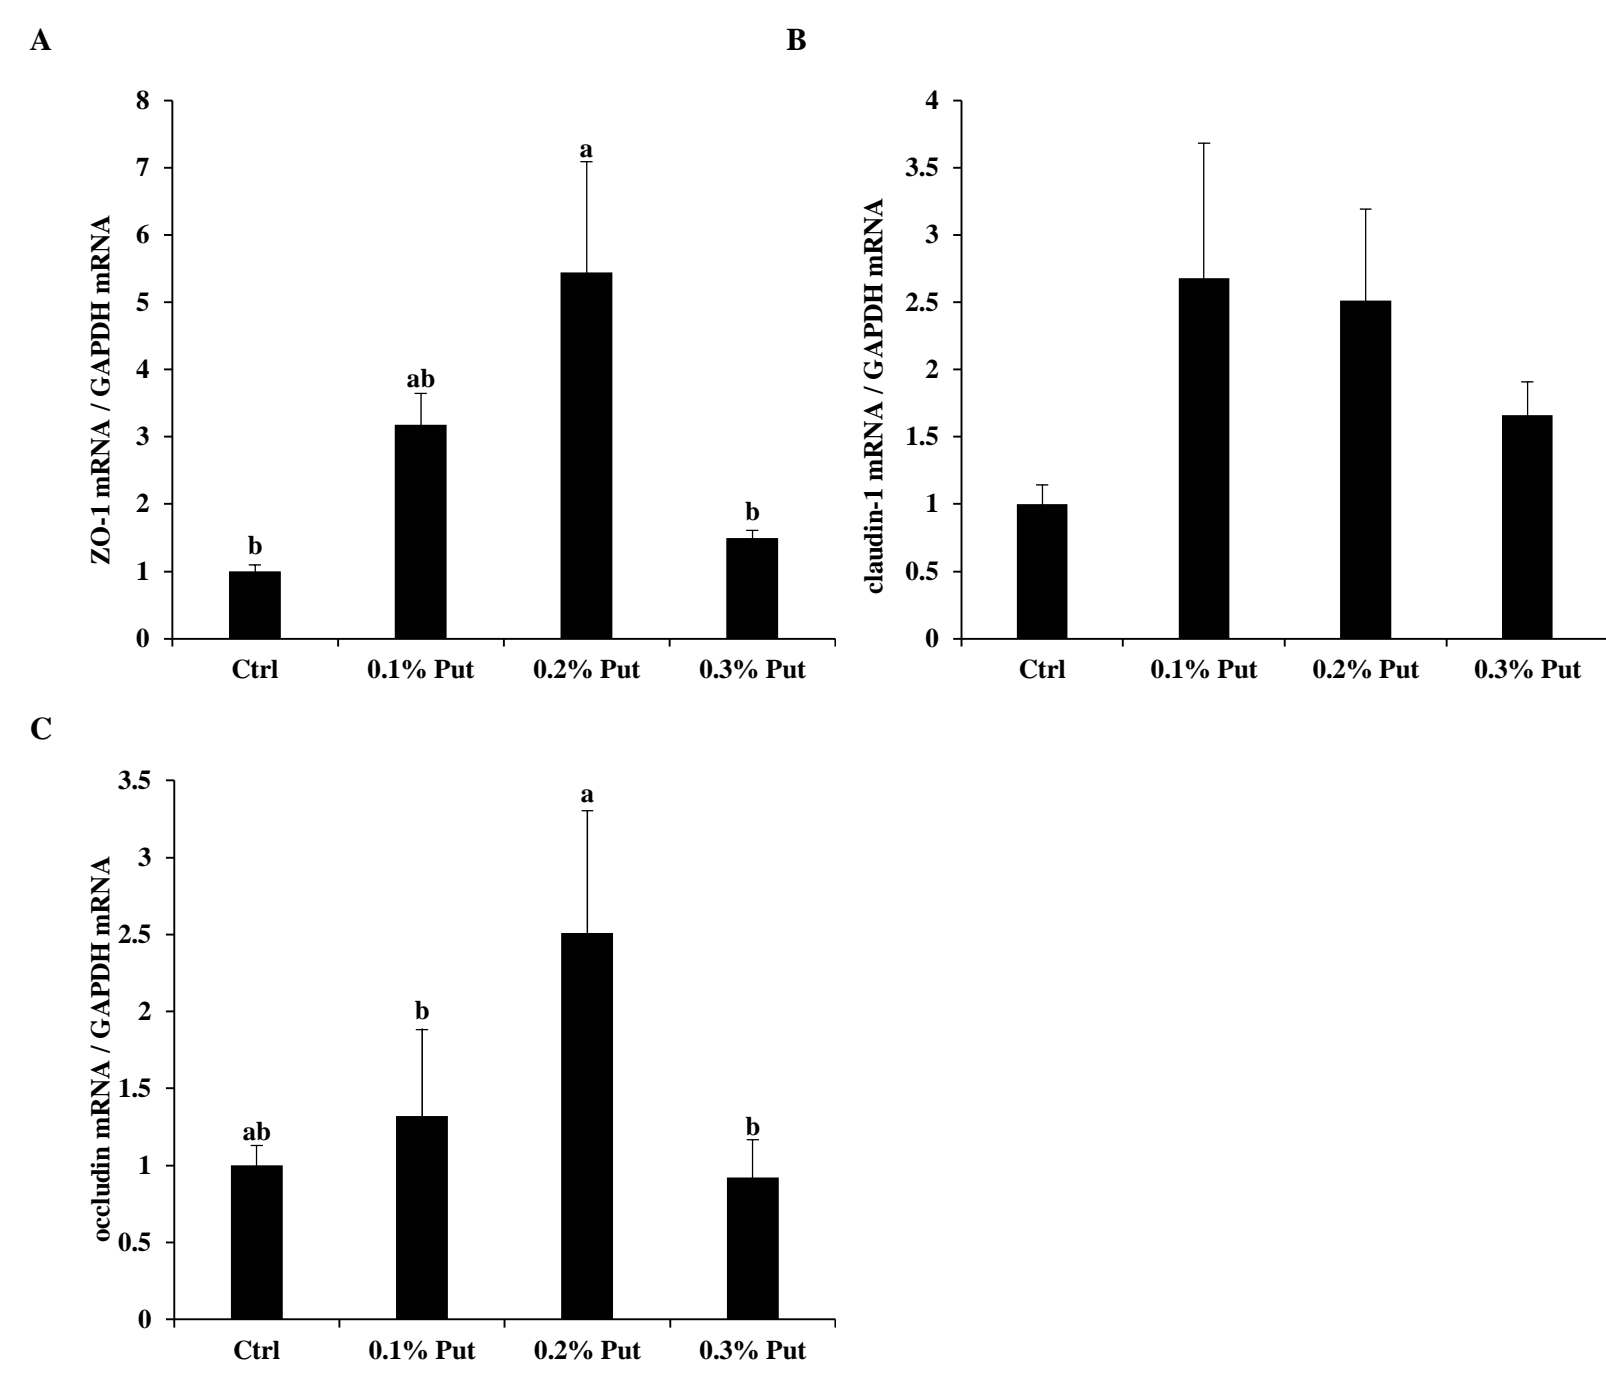 A
8
7
6
5
4
3
2
1
0
ZO-1 mRNA / GAPDH mRNA
b
ab
a
b
Ctrl
0.1% Put
0.2% Put
0.3% Put
B
4
3.5
3
2.5
2
1.5
1
0.5
0
claudin-1 mRNA / GAPDH mRNA
Ctrl
0.1% Put
0.2% Put
0.3% Put
C
3.5
3
2.5
2
1.5
1
0.5
0
occludin mRNA / GAPDH mRNA
ab
b
a
b
Ctrl
0.1% Put
0.2% Put
0.3% Put